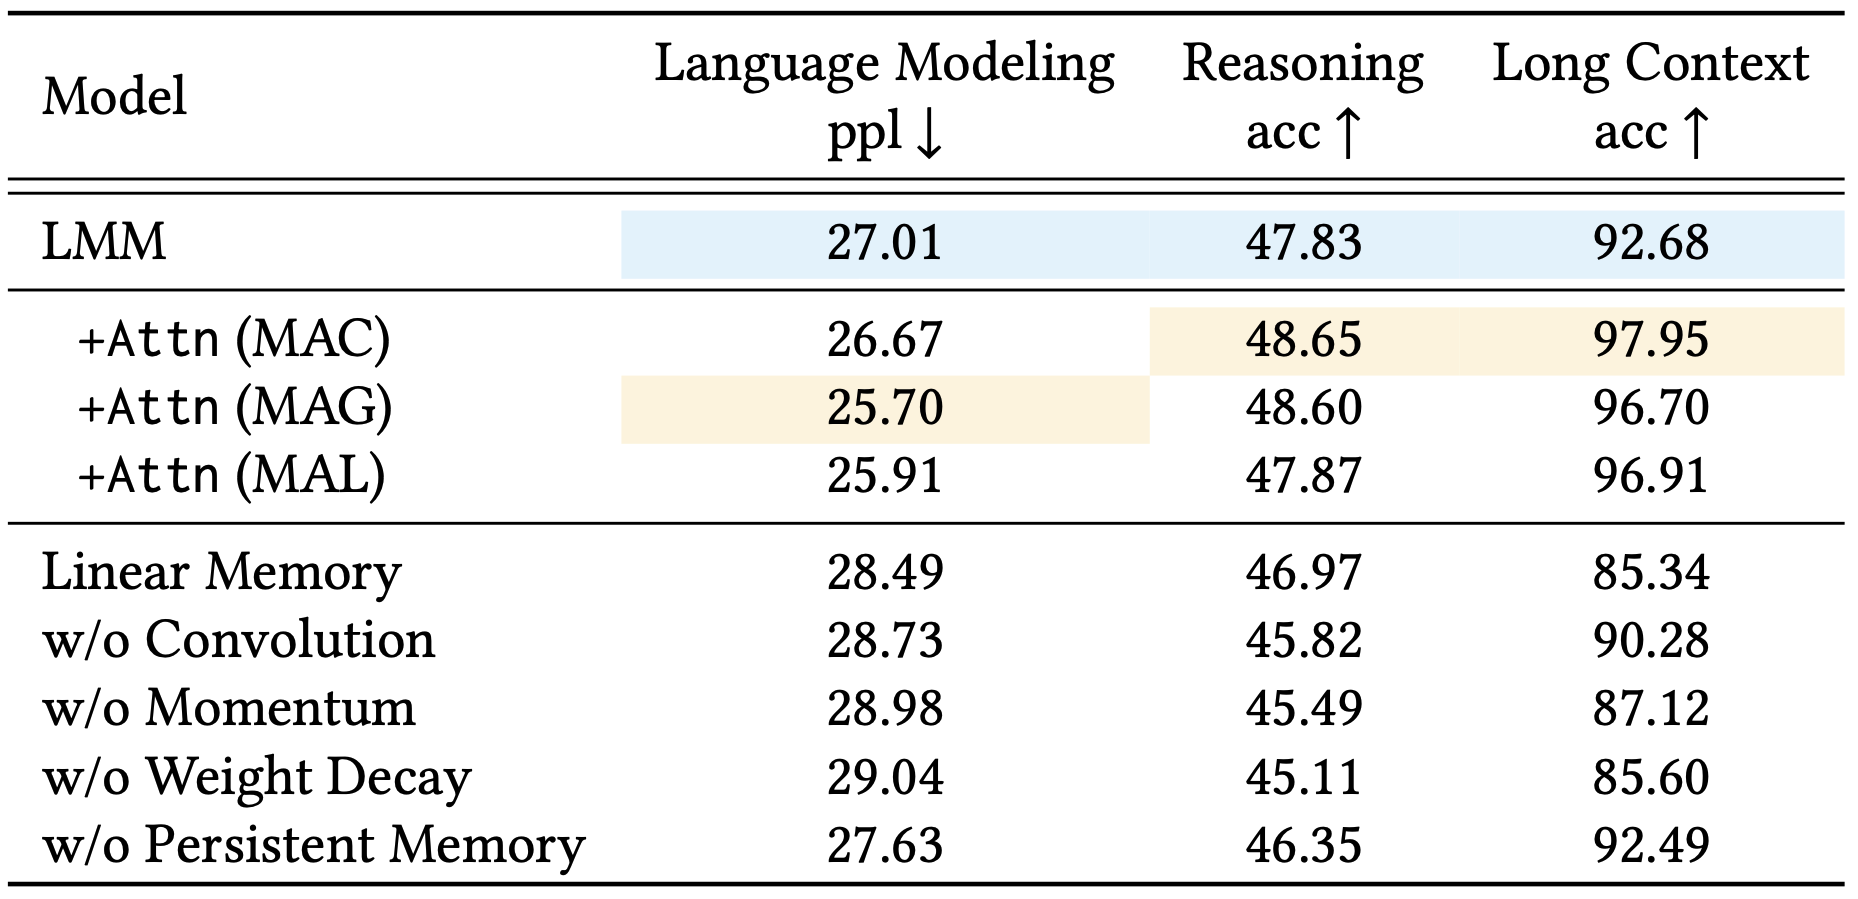 Model Language Modeling Reasoning Long Context
ppl ↓ acc ↑ acc ↑
LMM 27.01 47.83 92.68
+Attn (MAC) 26.67 48.65 97.95
+Attn (MAG) 25.70 48.60 96.70
+Attn (MAL) 25.91 47.87 96.91
Linear Memory 28.49 46.97 85.34
w/o Convolution 28.73 45.82 90.28
w/o Momentum 28.98 45.49 87.12
w/o Weight Decay 29.04 45.11 85.60
w/o Persistent Memory 27.63 46.35 92.49